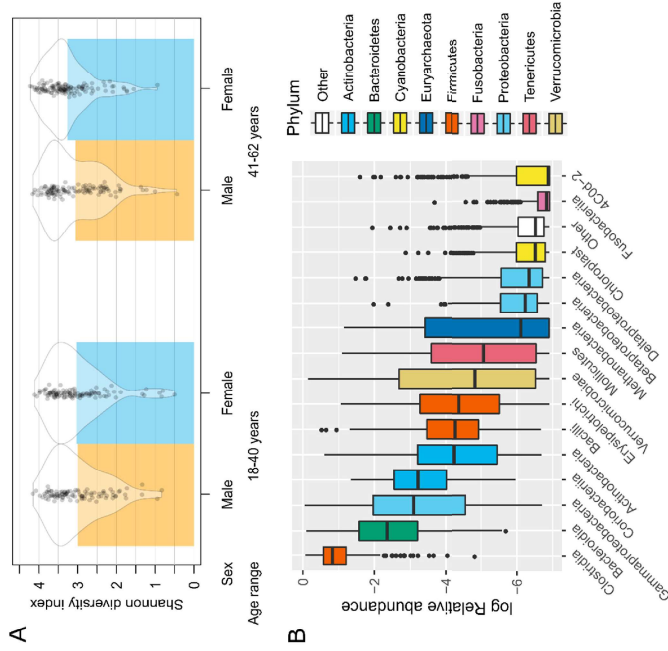 A
Shannon diversity index
4
3
2
1
0
Sex
Male
Female
Male
Female
Age range
18-40 years
41-62 years
B
log Relative abundance
−2
−4
−6
Clostridia
Bacteroidia
Gammaproteobacteria
Coriobacteriia
Actinobacteria
Bacilli
Erysipelotrichi
Verrucomicrobiae
Mollicutes
Methanobacteria
Betaproteobacteria
Deltaproteobacteria
Chloroplast
Other
Fusobacteriia
4C0d−2
Phylum
Other
Actinobacteria
Bacteroidetes
Cyanobacteria
Euryarchaeota
Firmicutes
Fusobacteria
Proteobacteria
Tenericutes
Verrucomicrobia